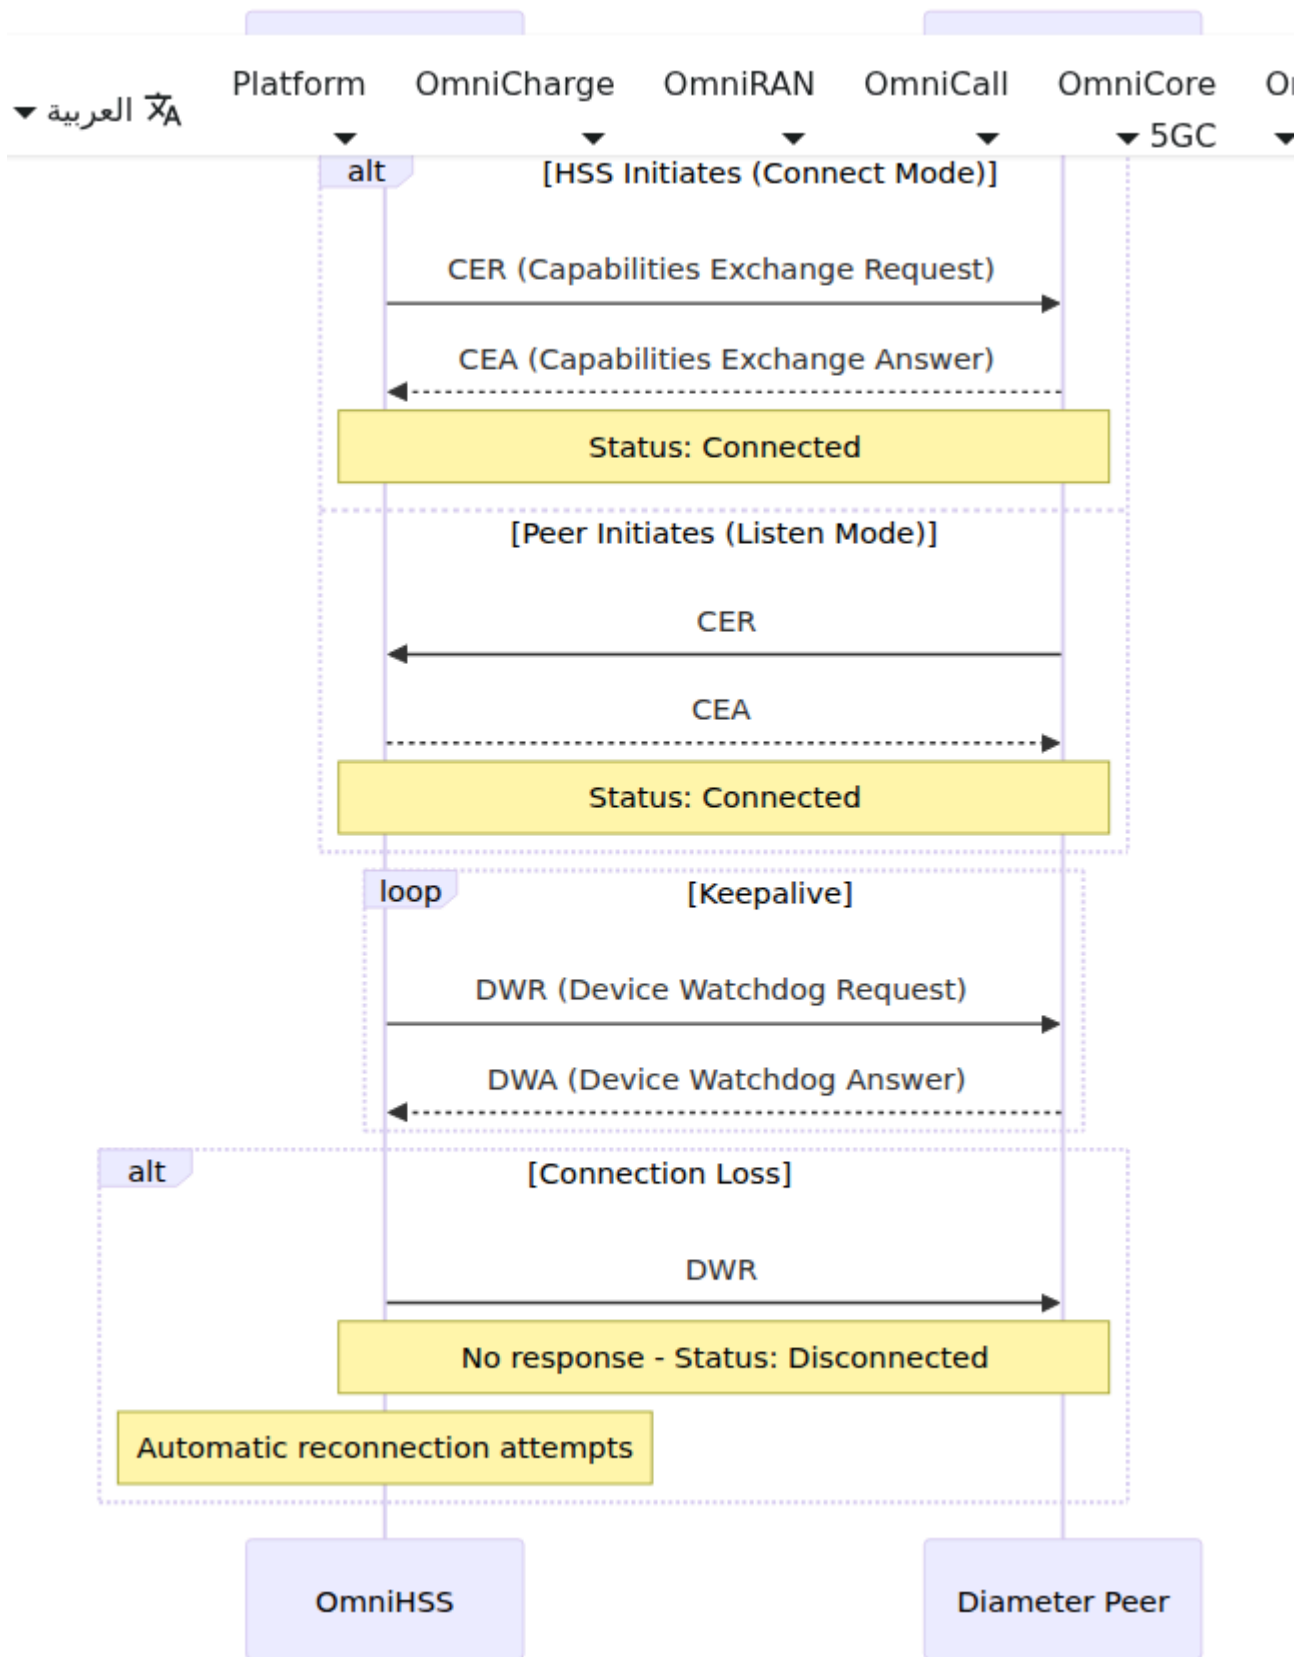 Platform
OmniCharge
OmniRAN
OmniCall
OmniCore
5GC
العربية
alt
[HSS Initiates (Connect Mode)]
CER (Capabilities Exchange Request)
CEA (Capabilities Exchange Answer)
Status: Connected
[Peer Initiates (Listen Mode)]
CER
CEA
Status: Connected
loop
[Keepalive]
DWR (Device Watchdog Request)
DWA (Device Watchdog Answer)
alt
[Connection Loss]
DWR
No response - Status: Disconnected
Automatic reconnection attempts
OmniHSS
Diameter Peer